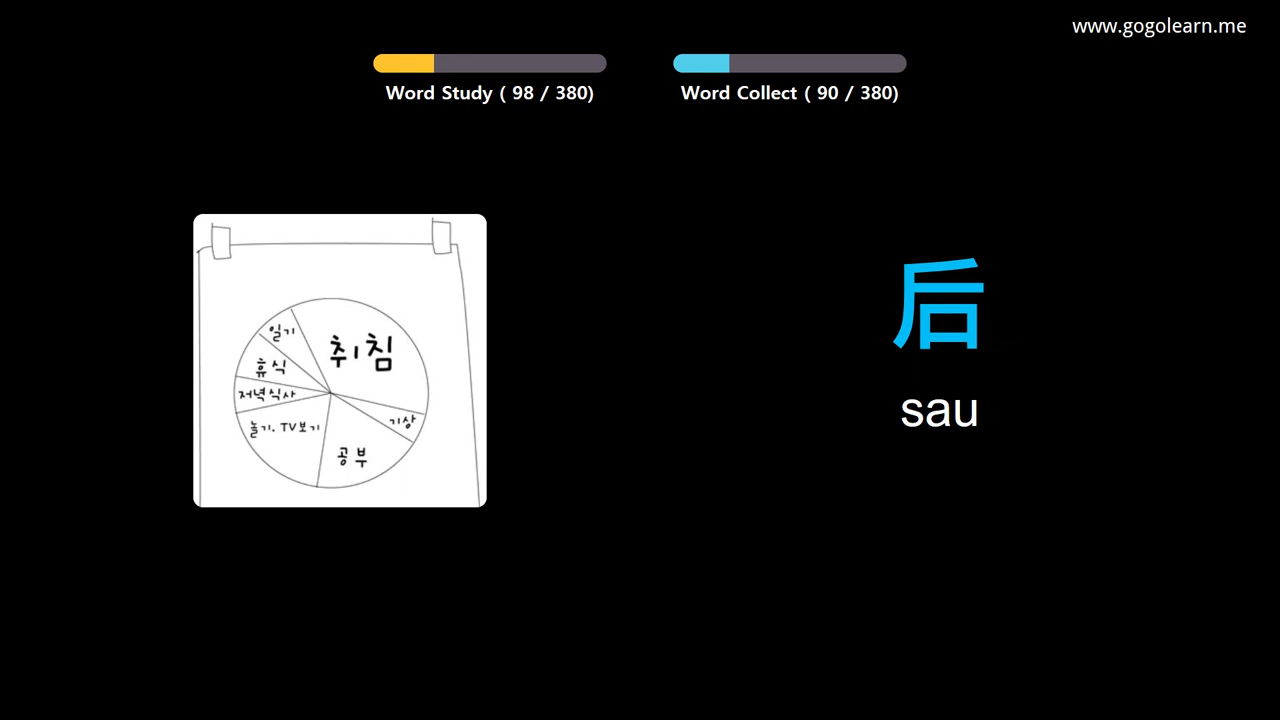 www.gogolearn.me
Word Study ( 98 / 380)
Word Collect ( 90 / 380)
일기
취침
휴식
저녁식사
놀기. TV보기
기상
공부
后
sau